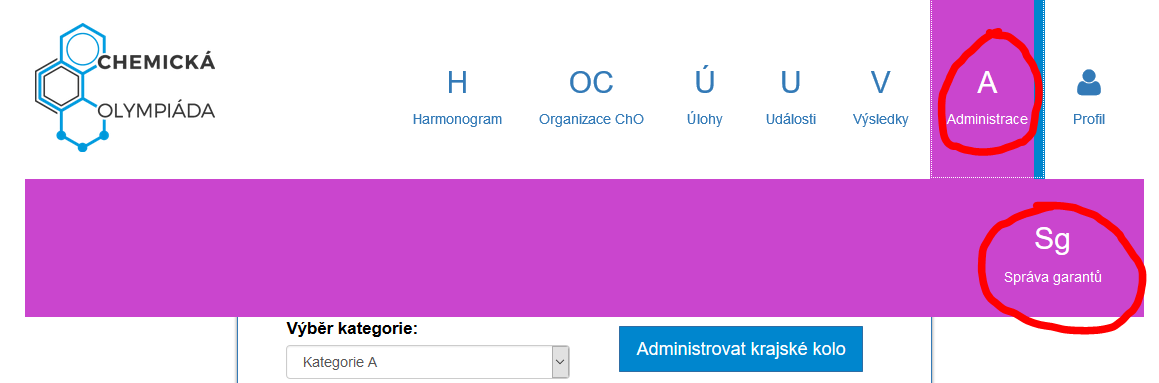 CHEMICKÁ
OLYMPIÁDA
H
Harmonogram
OC
Organizace ChO
Ú
Úlohy
U
Události
V
Výsledky
A
Administrace
Profil
Sg
Správa garantů
Výběr kategorie:
Kategorie A
Administrovat krajské kolo